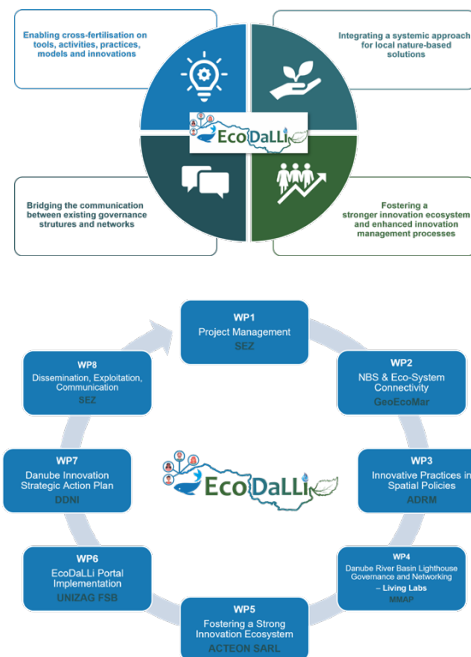 Enabling cross-fertilisation on
tools, activities, practices,
models and innovations
Integrating a systemic approach
for local nature-based
solutions
EcoDaLLi
Bridging the communication
between existing governance
strutures and networks
Fostering a
stronger innovation ecosystem
and enhanced innovation
management processes
WP1
Project Management
SEZ
WP2
NBS & Eco-System
Connectivity
GeoEcoMar
WP3
Innovative Practices in
Spatial Policies
ADRM
WP4
Danube River Basin Lighthouse
Governance and Networking
– Living Labs
MMAP
WP5
Fostering a Strong
Innovation Ecosystem
ACTEON SARL
WP6
EcoDaLLi Portal
Implementation
UNIZAG FSB
WP7
Danube Innovation
Strategic Action Plan
DDNI
WP8
Dissemination, Exploitation,
Communication
SEZ
EcoDaLLi